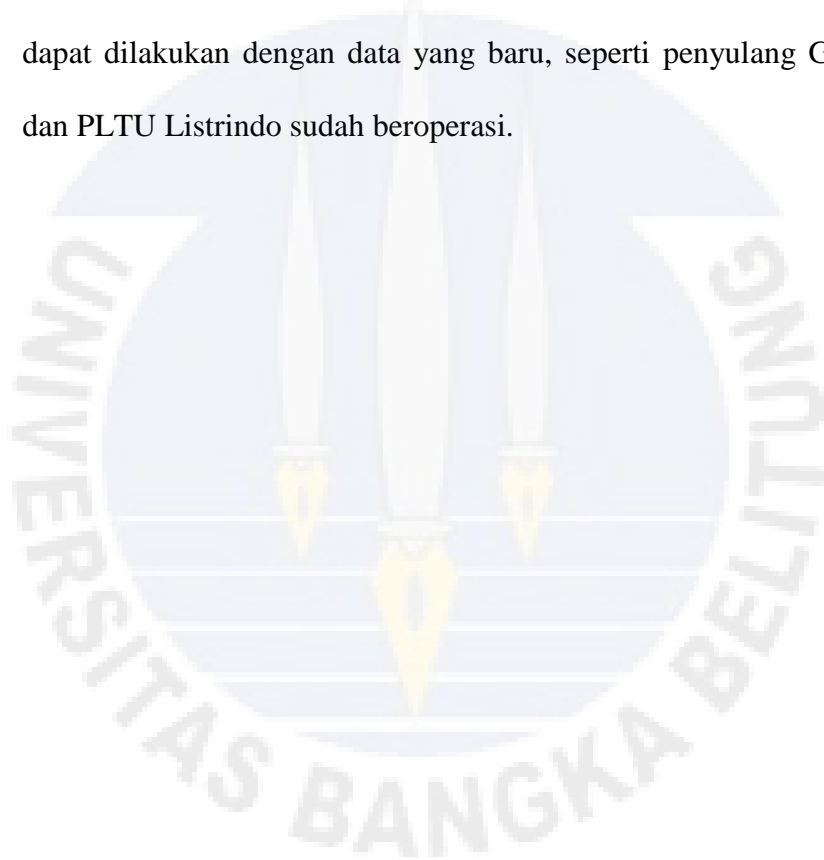 dapat dilakukan dengan data yang baru, seperti penyulang G
dan PLTU Listrindo sudah beroperasi.
UNIVERSITAS BANGKA BELITUNG